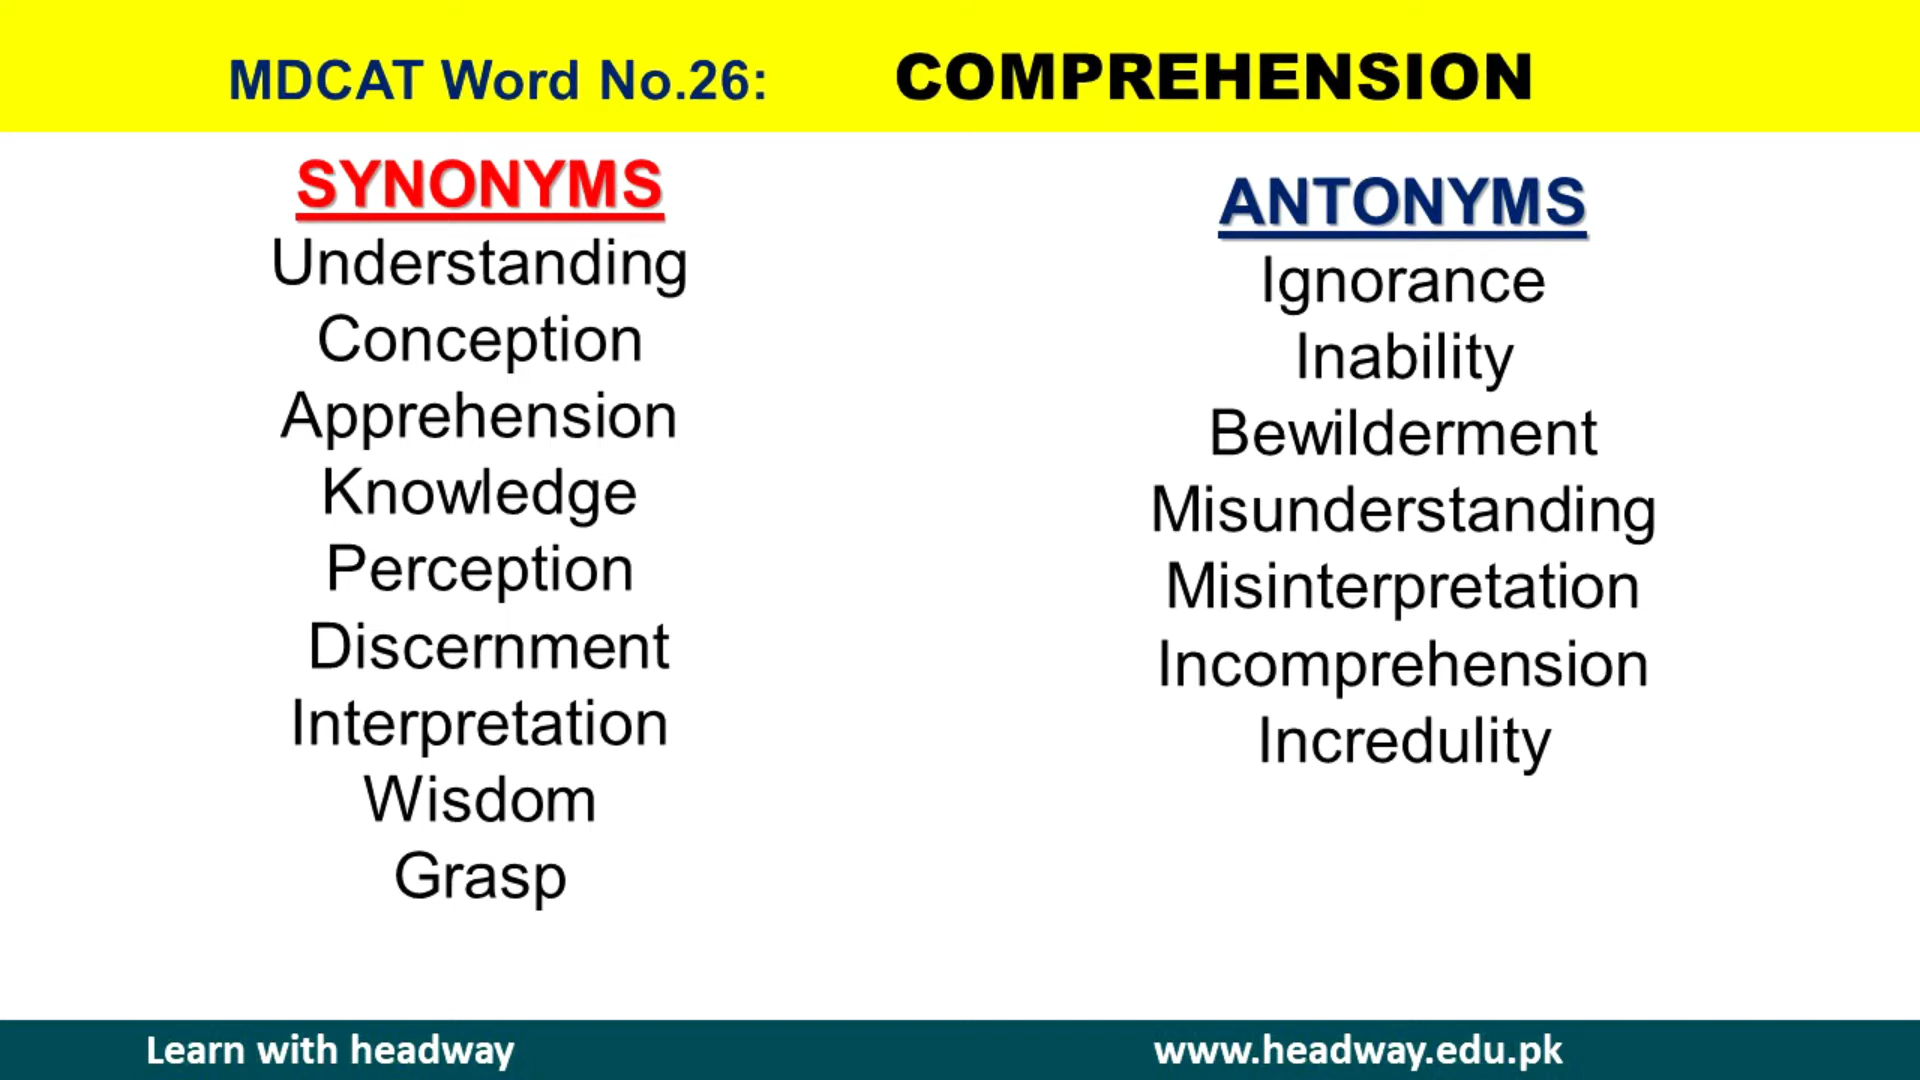 MDCAT Word No.26: COMPREHENSION
SYNONYMS
Understanding
Conception
Apprehension
Knowledge
Perception
Discernment
Interpretation
Wisdom
Grasp
ANTONYMS
Ignorance
Inability
Bewilderment
Misunderstanding
Misinterpretation
Incomprehension
Incredulity
Learn with headway
www.headway.edu.pk